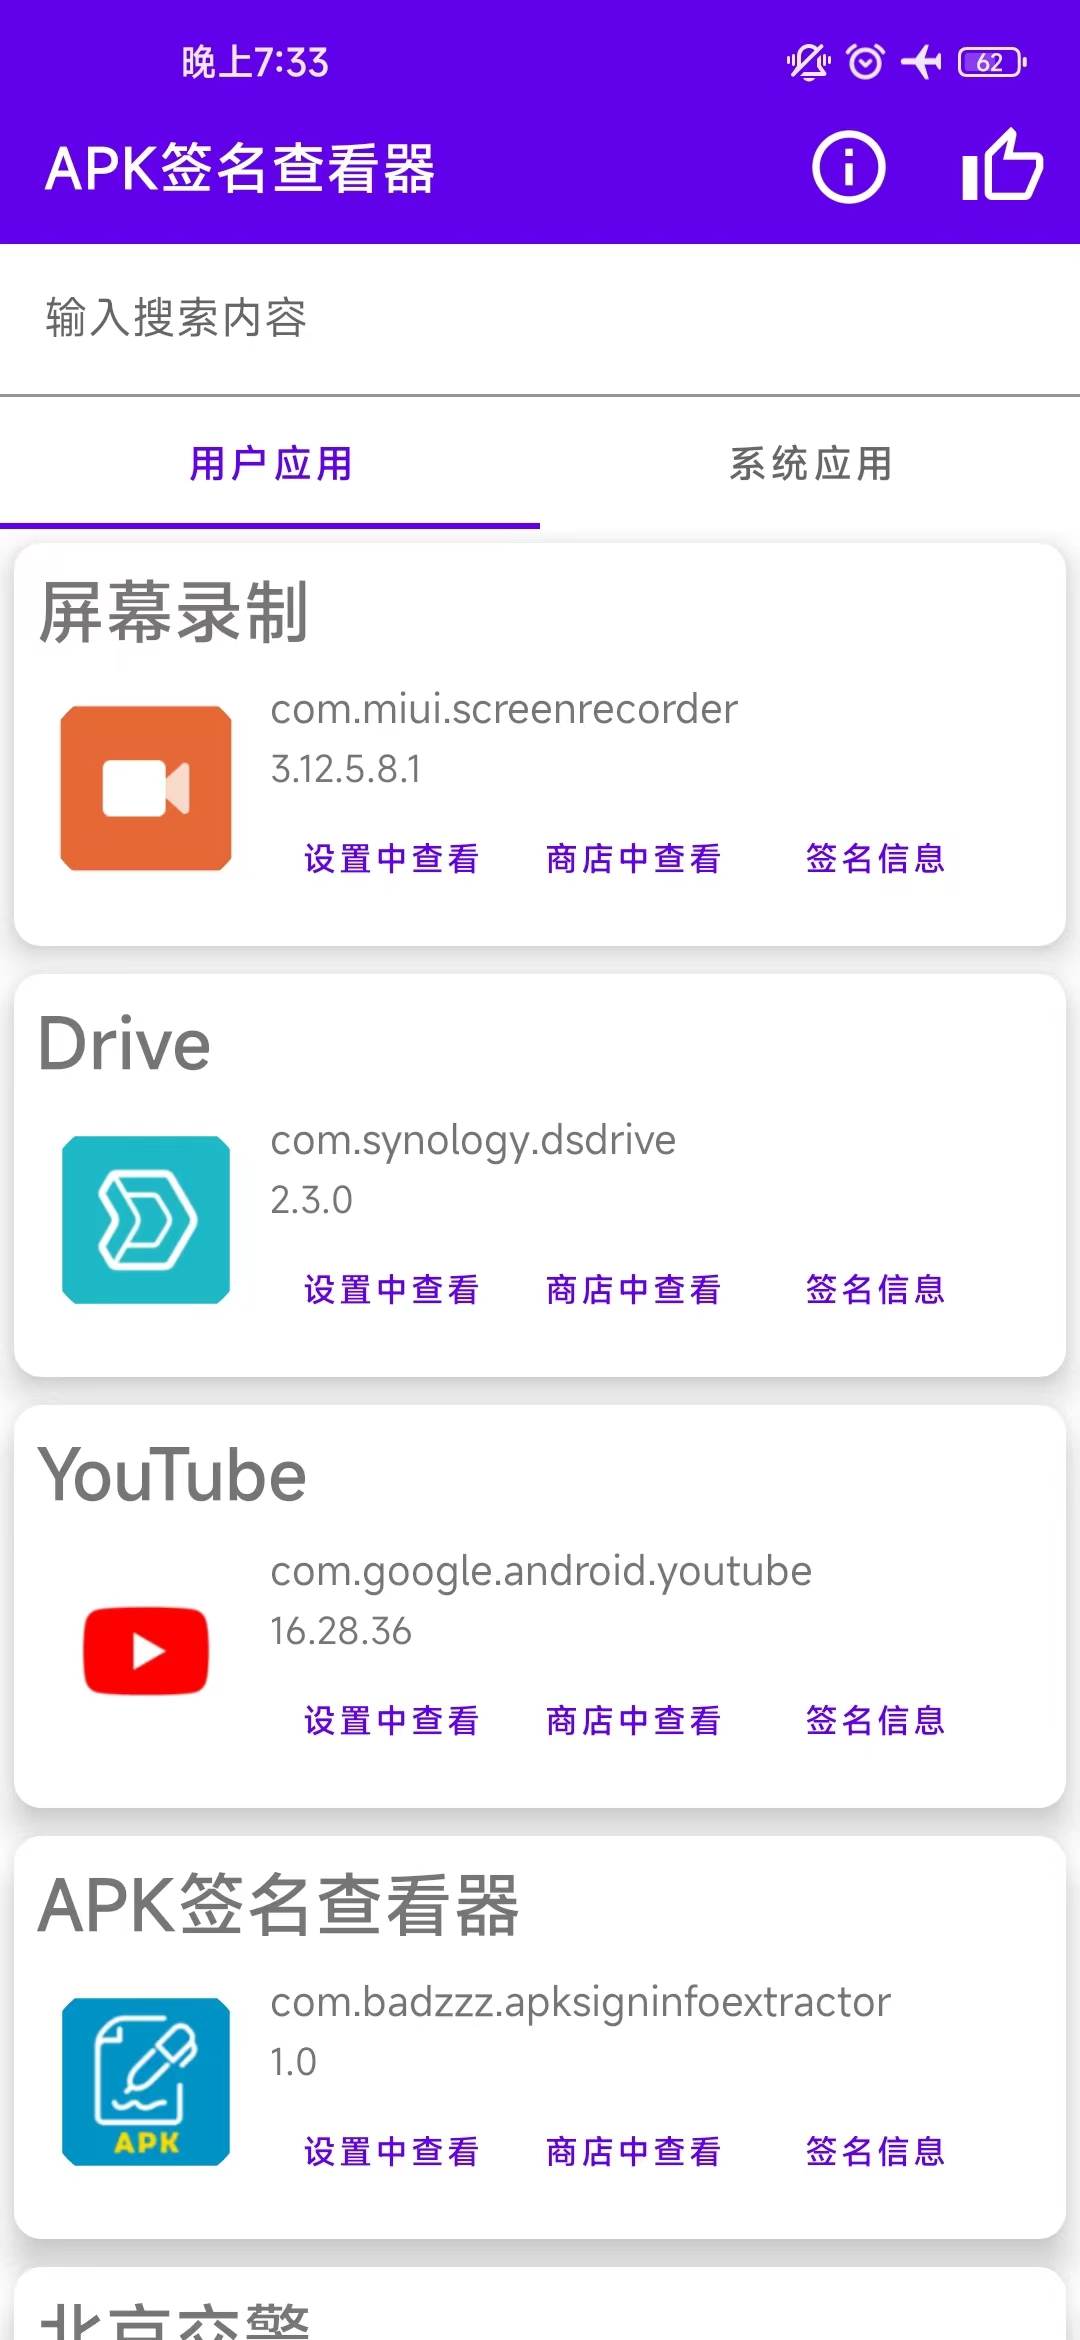 晚上7:33
62
APK签名查看器
输入搜索内容
用户应用 系统应用
屏幕录制
com.miui.screenrecorder
3.12.5.8.1
设置中查看 商店中查看 签名信息
Drive
com.synology.dsdrive
2.3.0
设置中查看 商店中查看 签名信息
YouTube
com.google.android.youtube
16.28.36
设置中查看 商店中查看 签名信息
APK签名查看器
com.badzzz.apksigninfoextractor
1.0
APK
设置中查看 商店中查看 签名信息
北京交警